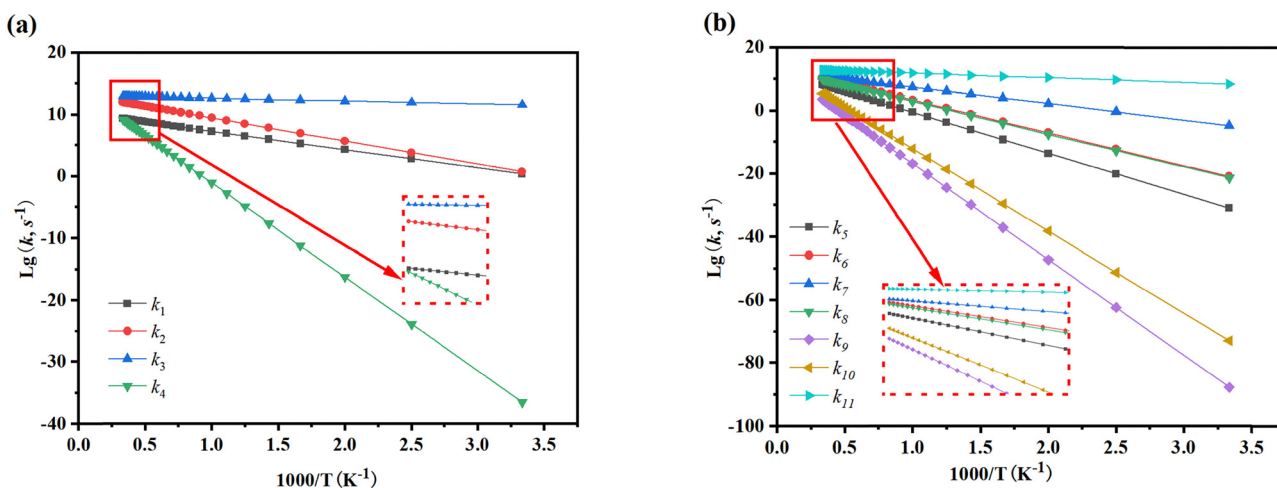 (a)
20
10
0
-10
-20
-30
-40
Lg(k, s⁻¹)
k₁
k₂
k₃
k₄
0.0 0.5 1.0 1.5 2.0 2.5 3.0 3.5
1000/T(K⁻¹)
(b)
20
0
-20
-40
-60
-80
-100
Lg(k, s⁻¹)
k₅
k₆
k₇
k₈
k₉
k₁₀
k₁₁
0.0 0.5 1.0 1.5 2.0 2.5 3.0 3.5
1000/T(K⁻¹)